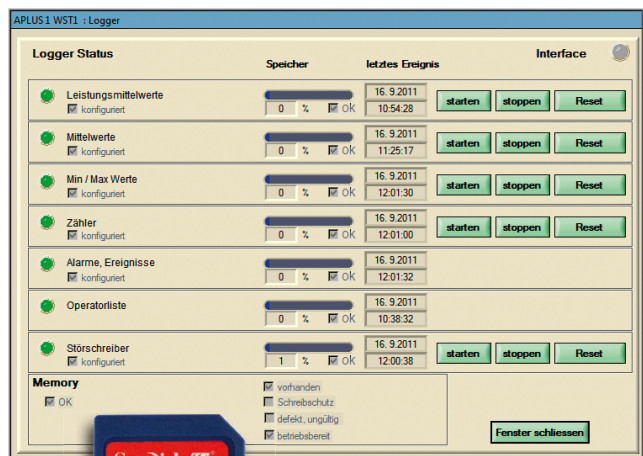 APLUS1 WST1 : Logger
Logger Status Speicher letztes Ereignis Interface
Leistungsmittelwerte 16. 9.2011
konfiguriert 0 % ok 10:54:28 starten stoppen Reset
Mittelwerte 16. 9.2011
konfiguriert 0 % ok 11:25:17 starten stoppen Reset
Min / Max Werte 16. 9.2011
konfiguriert 0 % ok 12:01:30 starten stoppen Reset
Zähler 16. 9.2011
konfiguriert 0 % ok 12:01:00 starten stoppen Reset
Alarme, Ereignisse 16. 9.2011
konfiguriert 0 % ok 12:01:32
Operatorliste 16. 9.2011
0 % ok 10:38:32
Störschreiber 16. 9.2011
konfiguriert 1 % ok 12:00:38 starten stoppen Reset
Memory vorhanden
OK Schreibschutz
defekt, ungültig
betriebsbereit Fenster schliessen